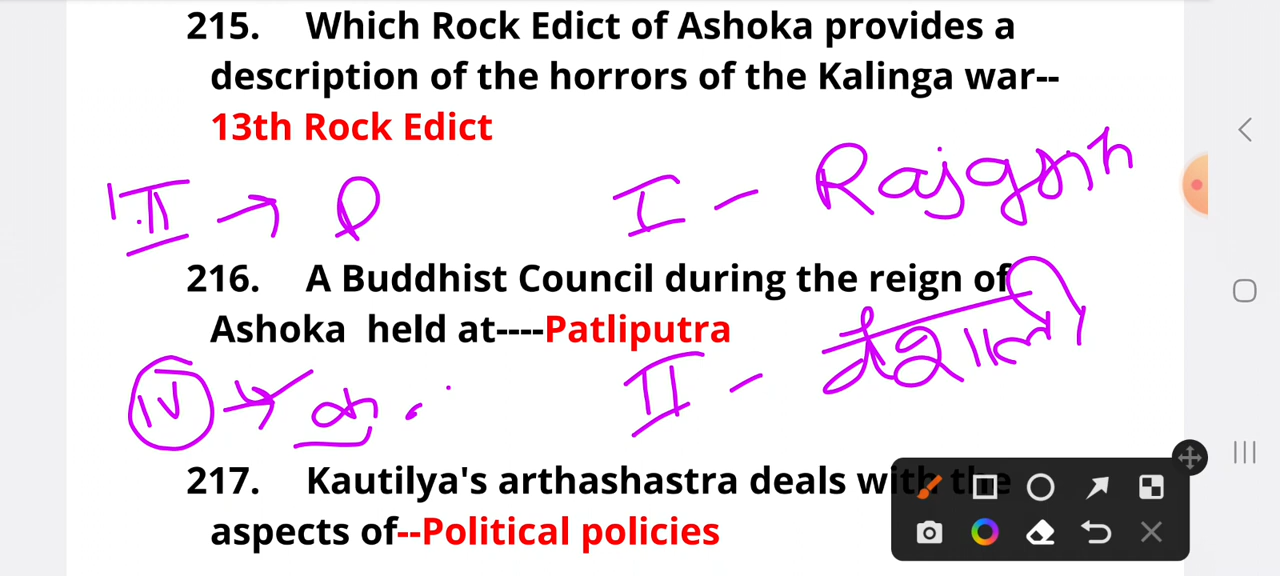 215. Which Rock Edict of Ashoka provides a
description of the horrors of the Kalinga war--
13th Rock Edict
III → P
I - Rajgrih
216. A Buddhist Council during the reign of
Ashoka held at----Patliputra
IV →
II -
217. Kautilya's arthashastra deals with the
aspects of--Political policies